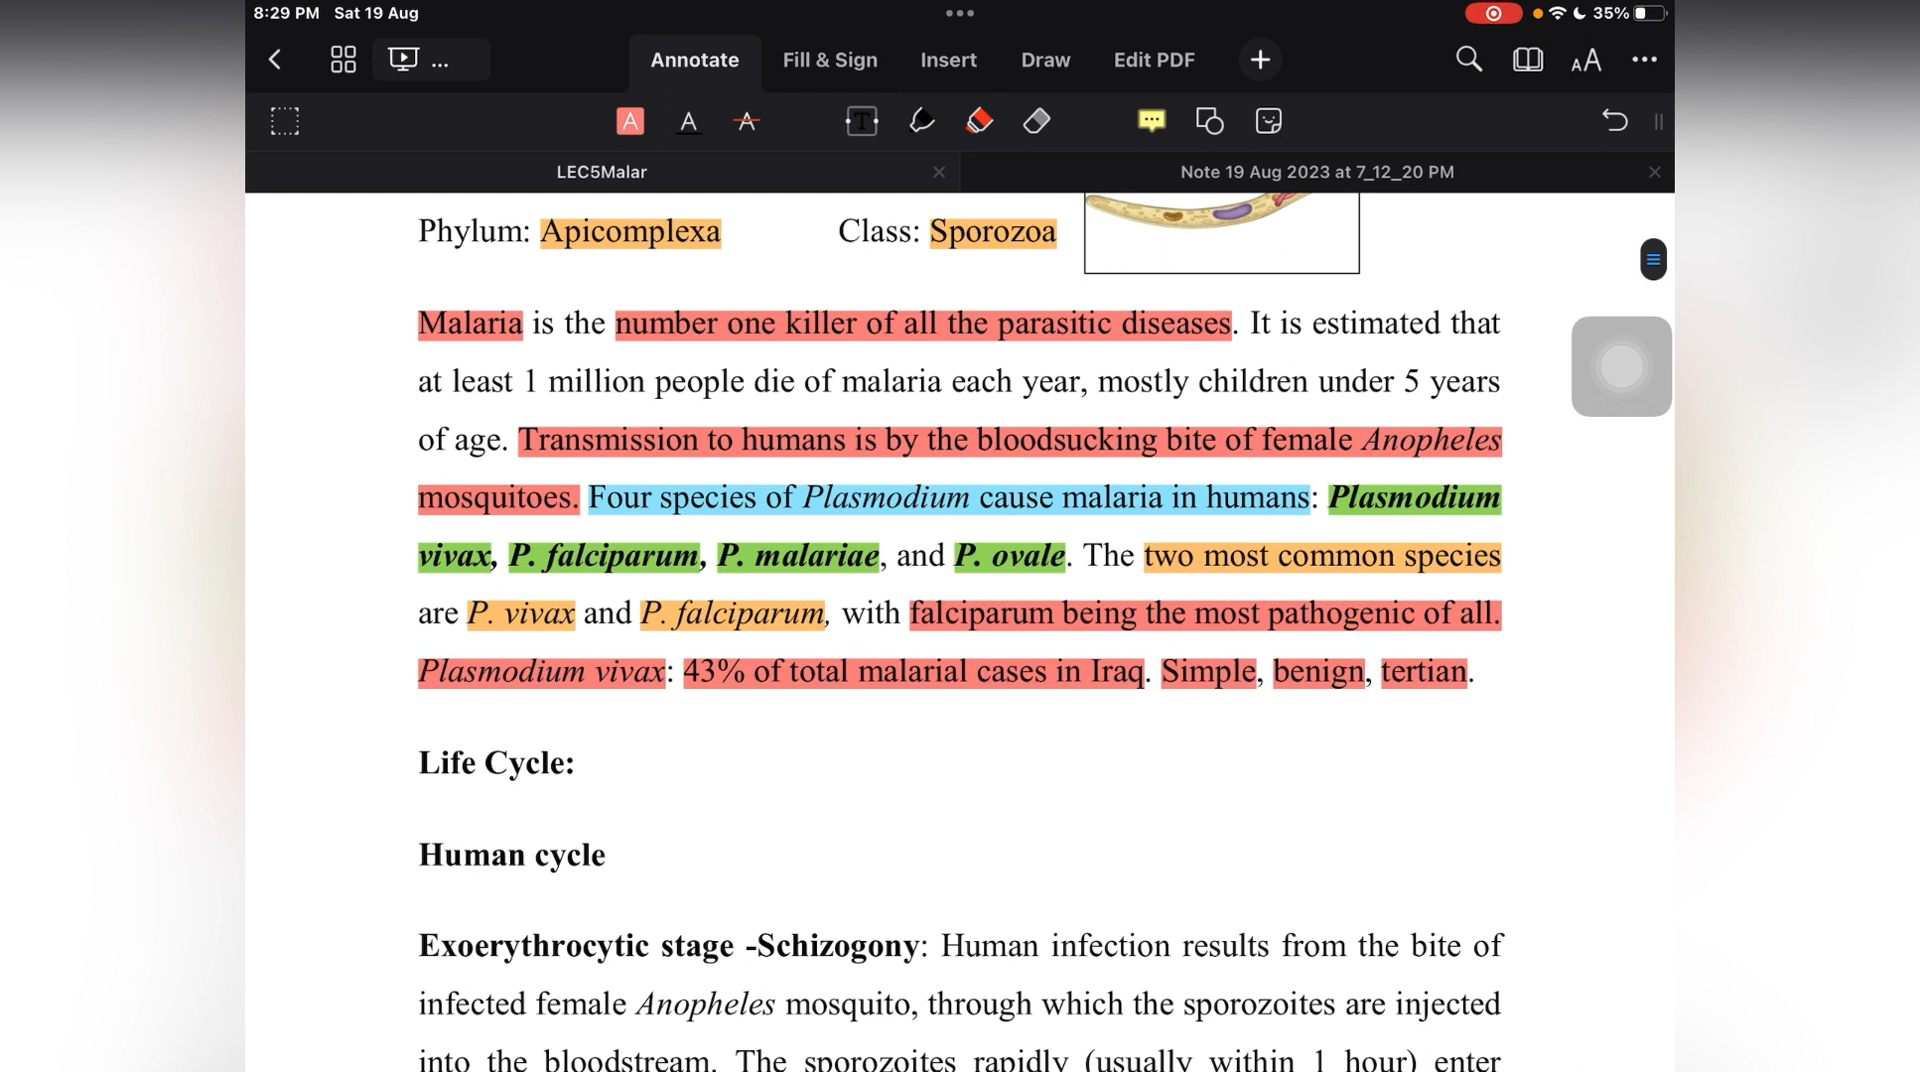 8:29 PM Sat 19 Aug
35%
...
Annotate Fill & Sign Insert Draw Edit PDF
AA
A A A T
LEC5Malar
Note 19 Aug 2023 at 7_12_20 PM
Phylum: Apicomplexa Class: Sporozoa
Malaria is the number one killer of all the parasitic diseases. It is estimated that
at least 1 million people die of malaria each year, mostly children under 5 years
of age. Transmission to humans is by the bloodsucking bite of female Anopheles
mosquitoes. Four species of Plasmodium cause malaria in humans: Plasmodium
vivax, P. falciparum, P. malariae, and P. ovale. The two most common species
are P. vivax and P. falciparum, with falciparum being the most pathogenic of all.
Plasmodium vivax: 43% of total malarial cases in Iraq. Simple, benign, tertian.
Life Cycle:
Human cycle
Exoerythrocytic stage -Schizogony: Human infection results from the bite of
infected female Anopheles mosquito, through which the sporozoites are injected
into the bloodstream. The sporozoites rapidly (usually within 1 hour) enter